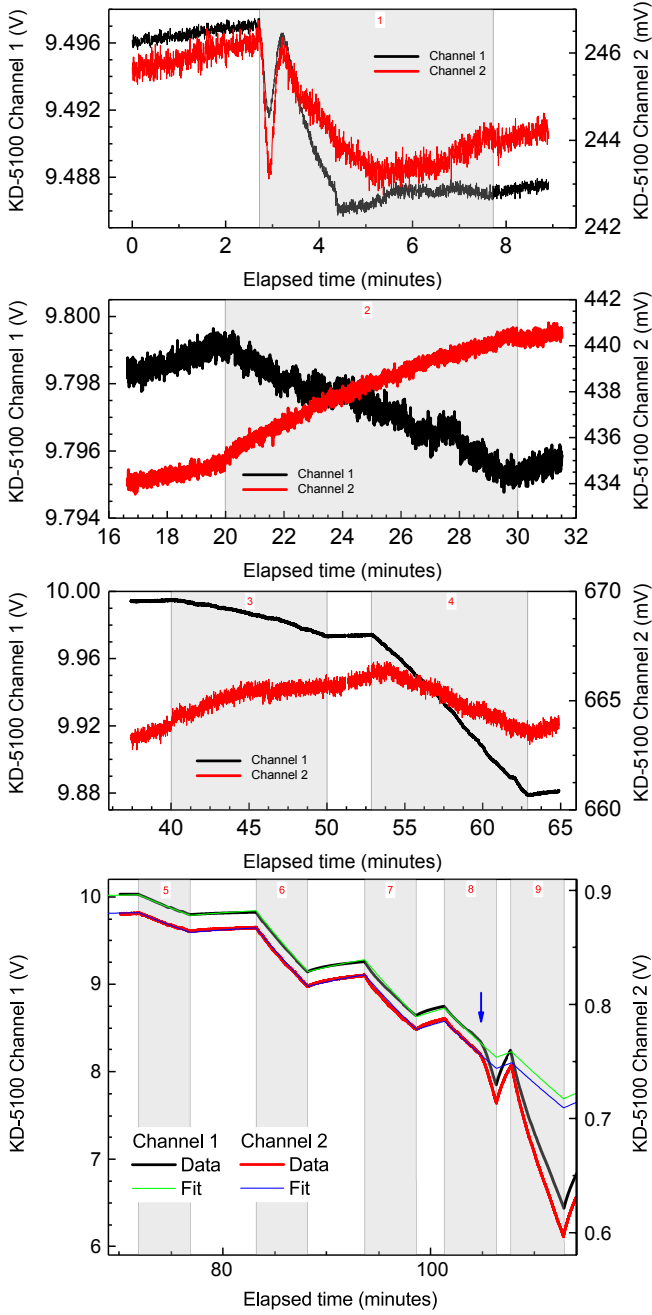 KD-5100 Channel 1 (V)
9.496
9.492
9.488
1
Channel 1
Channel 2
246
244
242
KD-5100 Channel 2 (mV)
0 2 4 6 8
Elapsed time (minutes)
KD-5100 Channel 1 (V)
9.800
9.798
9.795
9.794
2
Channel 1
Channel 2
442
440
438
436
434
KD-5100 Channel 2 (mV)
16 18 20 22 24 26 28 30 32
Elapsed time (minutes)
KD-5100 Channel 1 (V)
10.00
9.96
9.92
9.88
3 4
Channel 1
Channel 2
670
665
660
KD-5100 Channel 2 (mV)
40 45 50 55 60 65
Elapsed time (minutes)
KD-5100 Channel 1 (V)
10
9
8
7
6
5 6 7 8 9
Channel 1 Channel 2
Data Data
Fit Fit
0.9
0.8
0.7
0.6
KD-5100 Channel 2 (V)
80 100
Elapsed time (minutes)